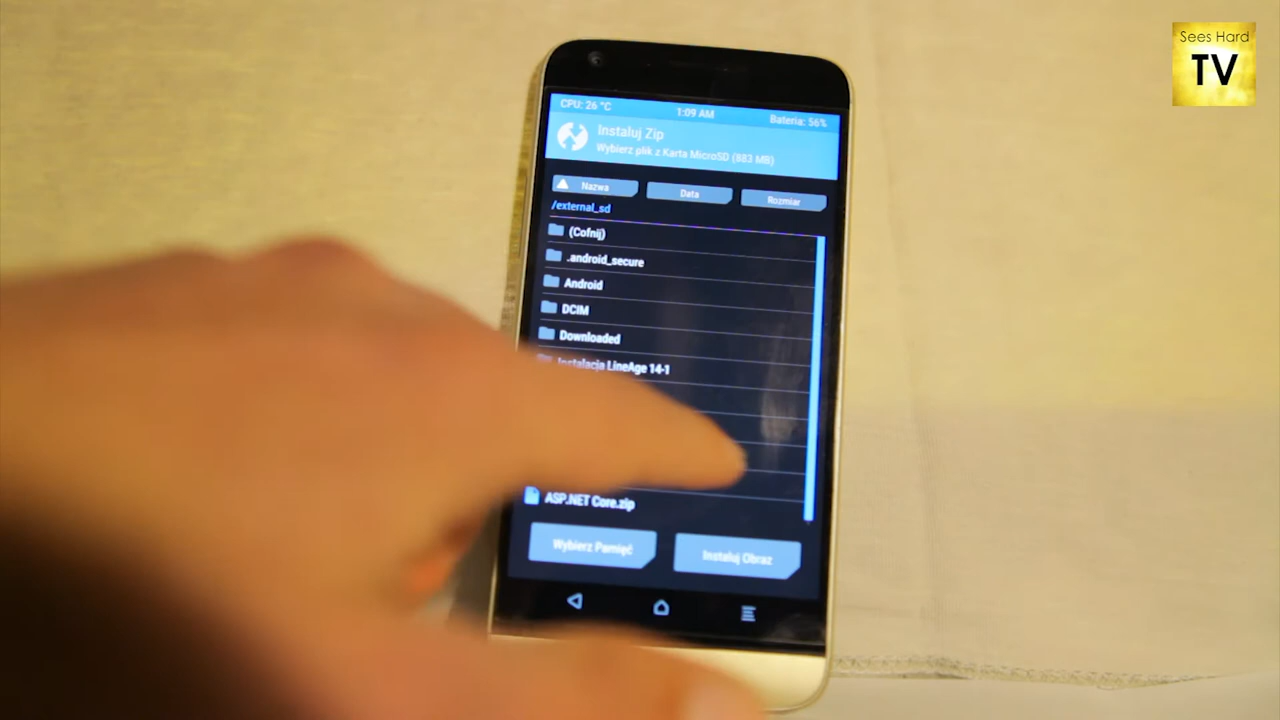 Sees Hard
TV
CPU: 26 °C
1:09 AM
Bateria: 56%
Instaluj Zip
Wybierz plik z Karta MicroSD (883 MB)
Nazwa
Data
Rozmiar
/external_sd
(Cofnij)
.android_secure
Android
DCIM
Downloaded
Instalacja LineAge 14-1
ASP.NET Core.zip
Wybierz Pamięć
Instaluj Obraz